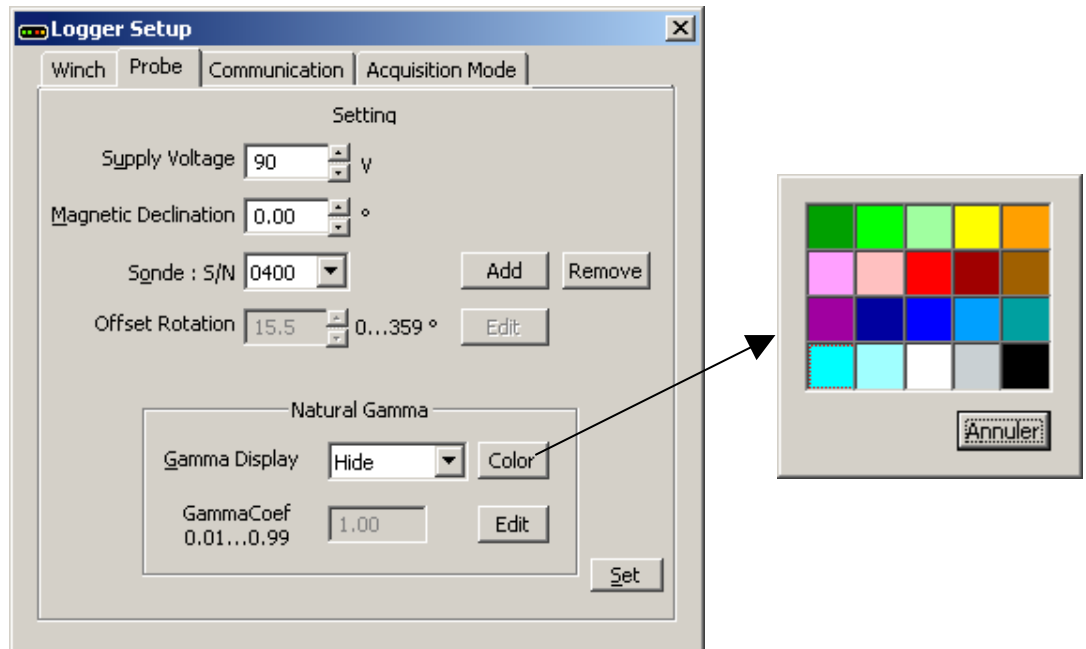 Logger Setup
Winch Probe Communication Acquisition Mode
Setting
Supply Voltage 90 V
Magnetic Declination 0.00 °
Sonde : S/N 0400 Add Remove
Offset Rotation 15.5 0...359 ° Edit
Natural Gamma
Gamma Display Hide Color
GammaCoef 1.00 Edit
0.01...0.99
Set
Annuler